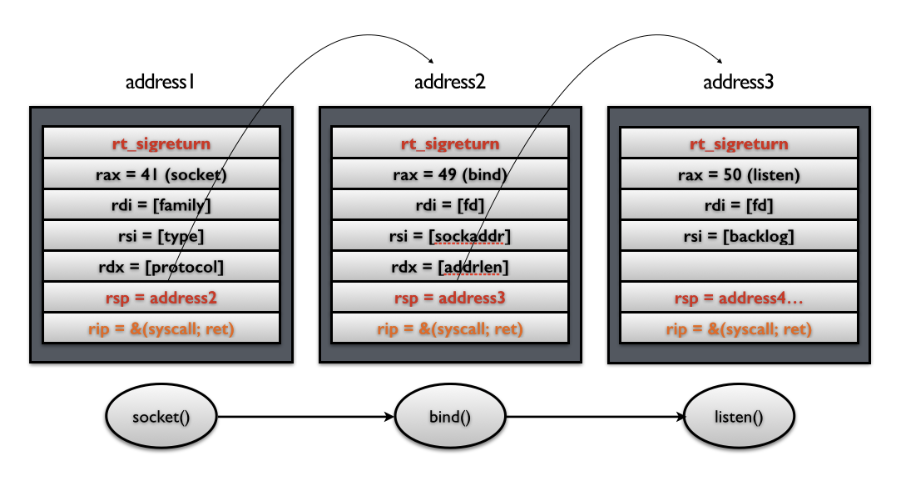 address1
address2
address3
rt_sigreturn
rax = 41 (socket)
rdi = [family]
rsi = [type]
rdx = [protocol]
rsp = address2
rip = &(syscall; ret)
rt_sigreturn
rax = 49 (bind)
rdi = [fd]
rsi = [sockaddr]
rdx = [addrlen]
rsp = address3
rip = &(syscall; ret)
rt_sigreturn
rax = 50 (listen)
rdi = [fd]
rsi = [backlog]
rsp = address4…
rip = &(syscall; ret)
socket()
bind()
listen()